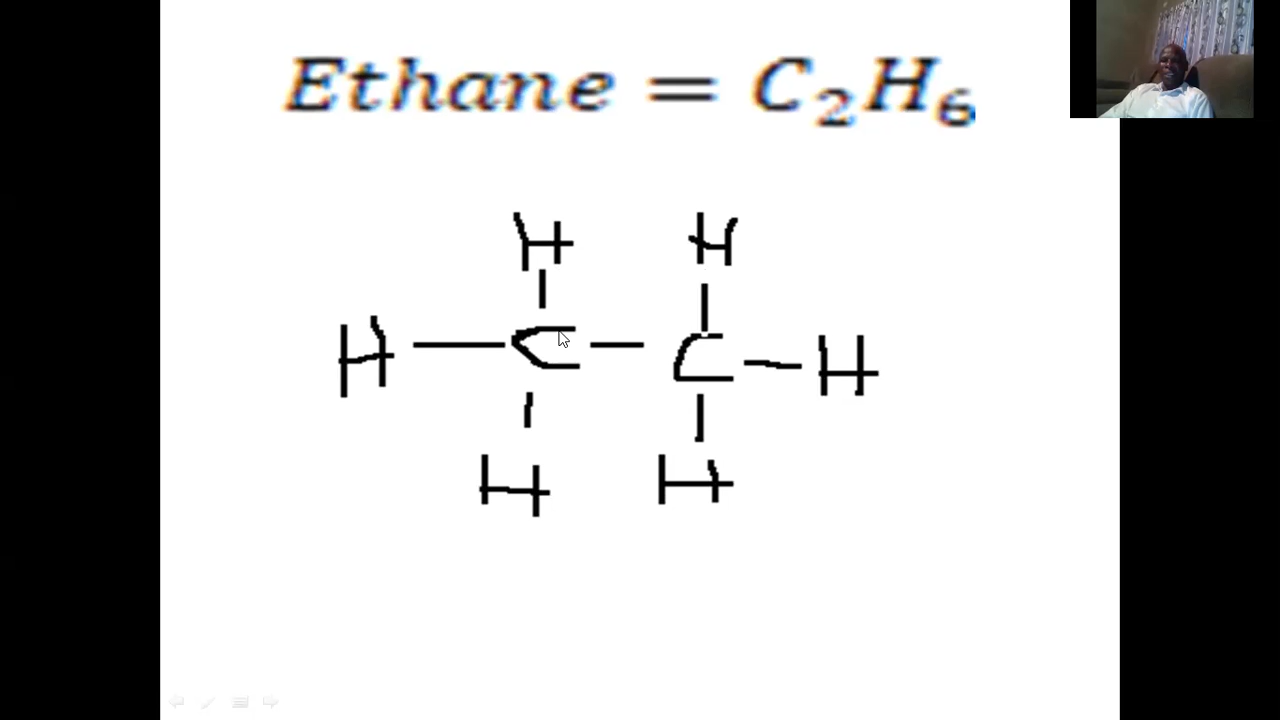 Ethane = C₂H₆
H H
H — C — C — H
H H